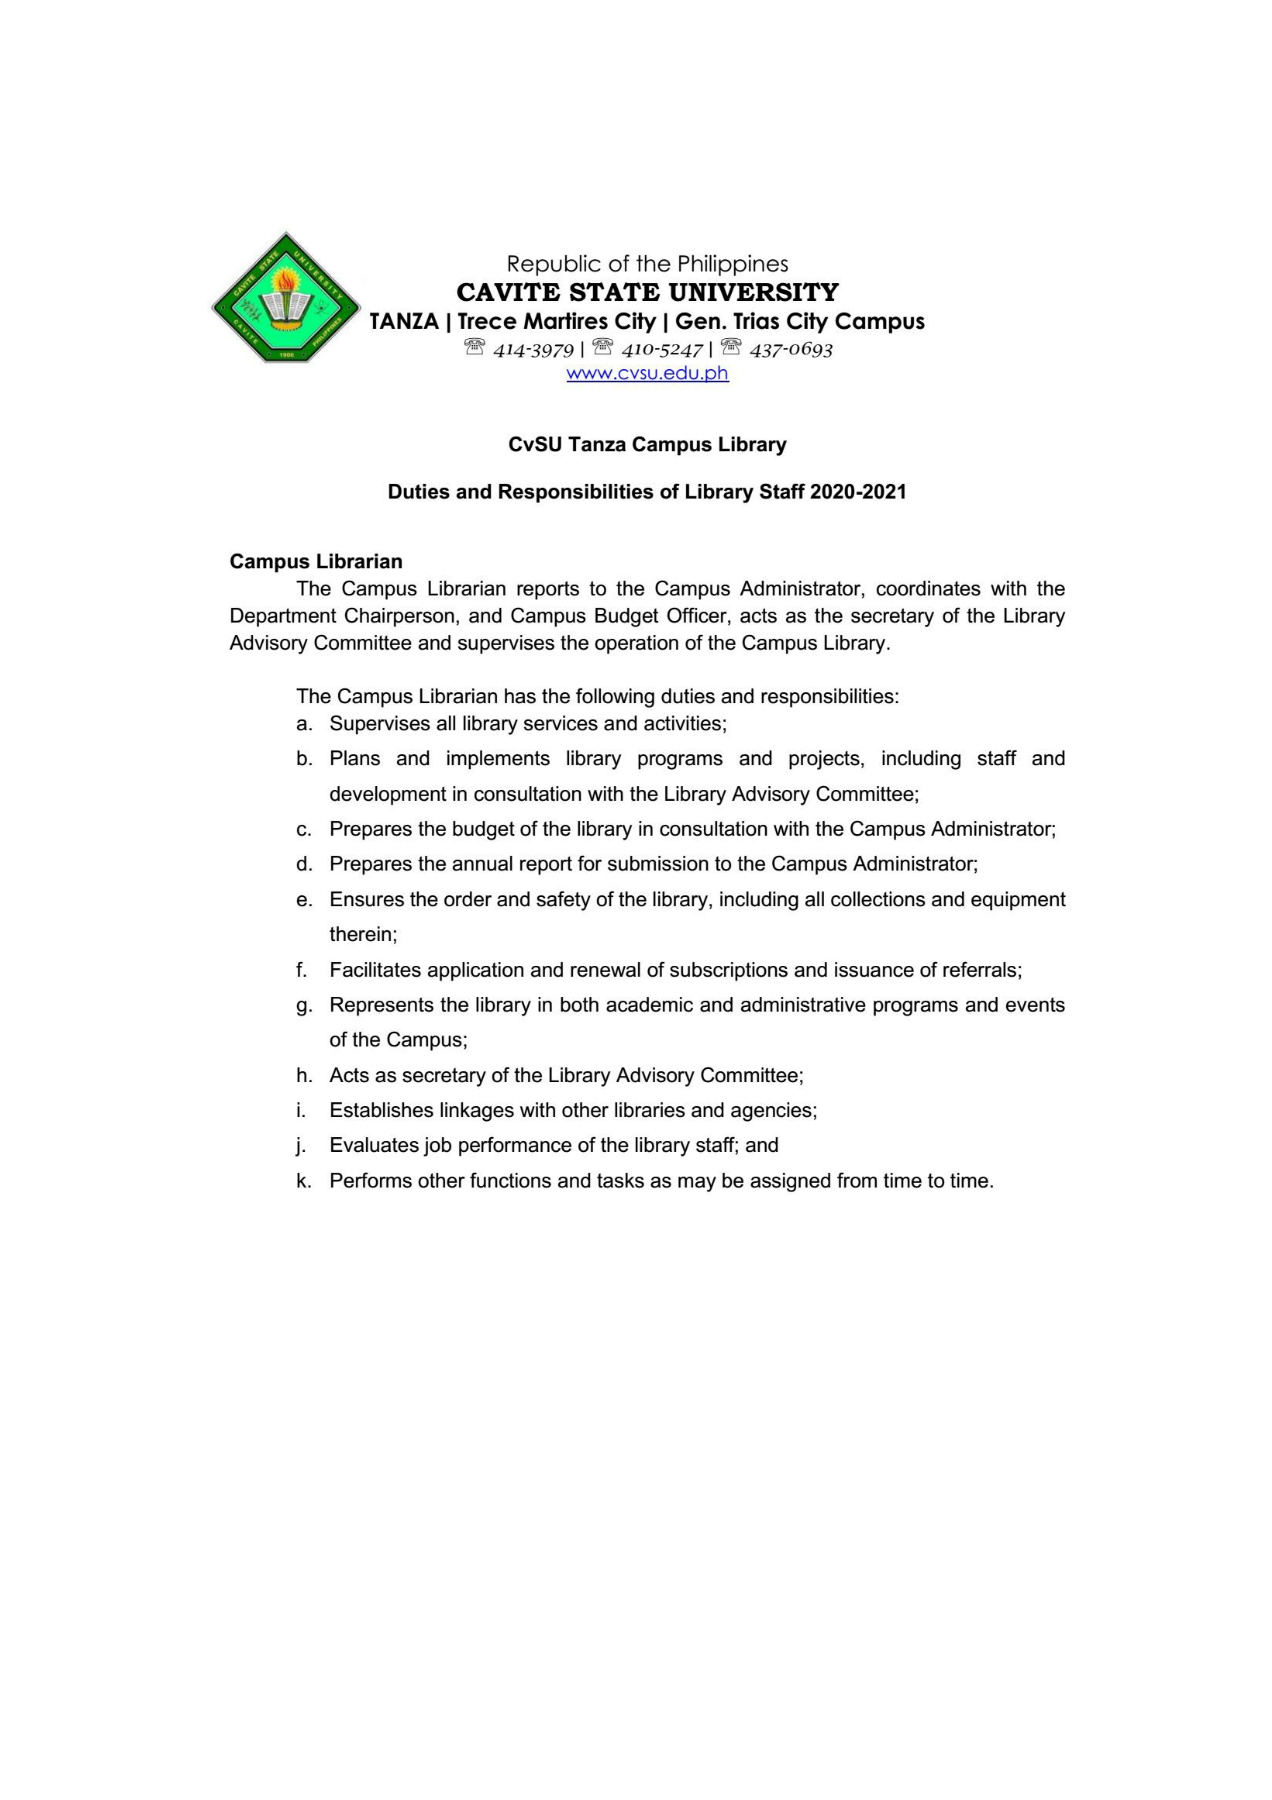 CAVITE STATE UNIVERSITY
CAVITE PHILIPPINES
1906
Republic of the Philippines
CAVITE STATE UNIVERSITY
TANZA | Trece Martires City | Gen. Trias City Campus
☏ 414-3979 | ☏ 410-5247 | ☏ 437-0693
www.cvsu.edu.ph
CvSU Tanza Campus Library
Duties and Responsibilities of Library Staff 2020-2021
Campus Librarian
The Campus Librarian reports to the Campus Administrator, coordinates with the
Department Chairperson, and Campus Budget Officer, acts as the secretary of the Library
Advisory Committee and supervises the operation of the Campus Library.
The Campus Librarian has the following duties and responsibilities:
a. Supervises all library services and activities;
b. Plans and implements library programs and projects, including staff and
development in consultation with the Library Advisory Committee;
c. Prepares the budget of the library in consultation with the Campus Administrator;
d. Prepares the annual report for submission to the Campus Administrator;
e. Ensures the order and safety of the library, including all collections and equipment
therein;
f. Facilitates application and renewal of subscriptions and issuance of referrals;
g. Represents the library in both academic and administrative programs and events
of the Campus;
h. Acts as secretary of the Library Advisory Committee;
i. Establishes linkages with other libraries and agencies;
j. Evaluates job performance of the library staff; and
k. Performs other functions and tasks as may be assigned from time to time.